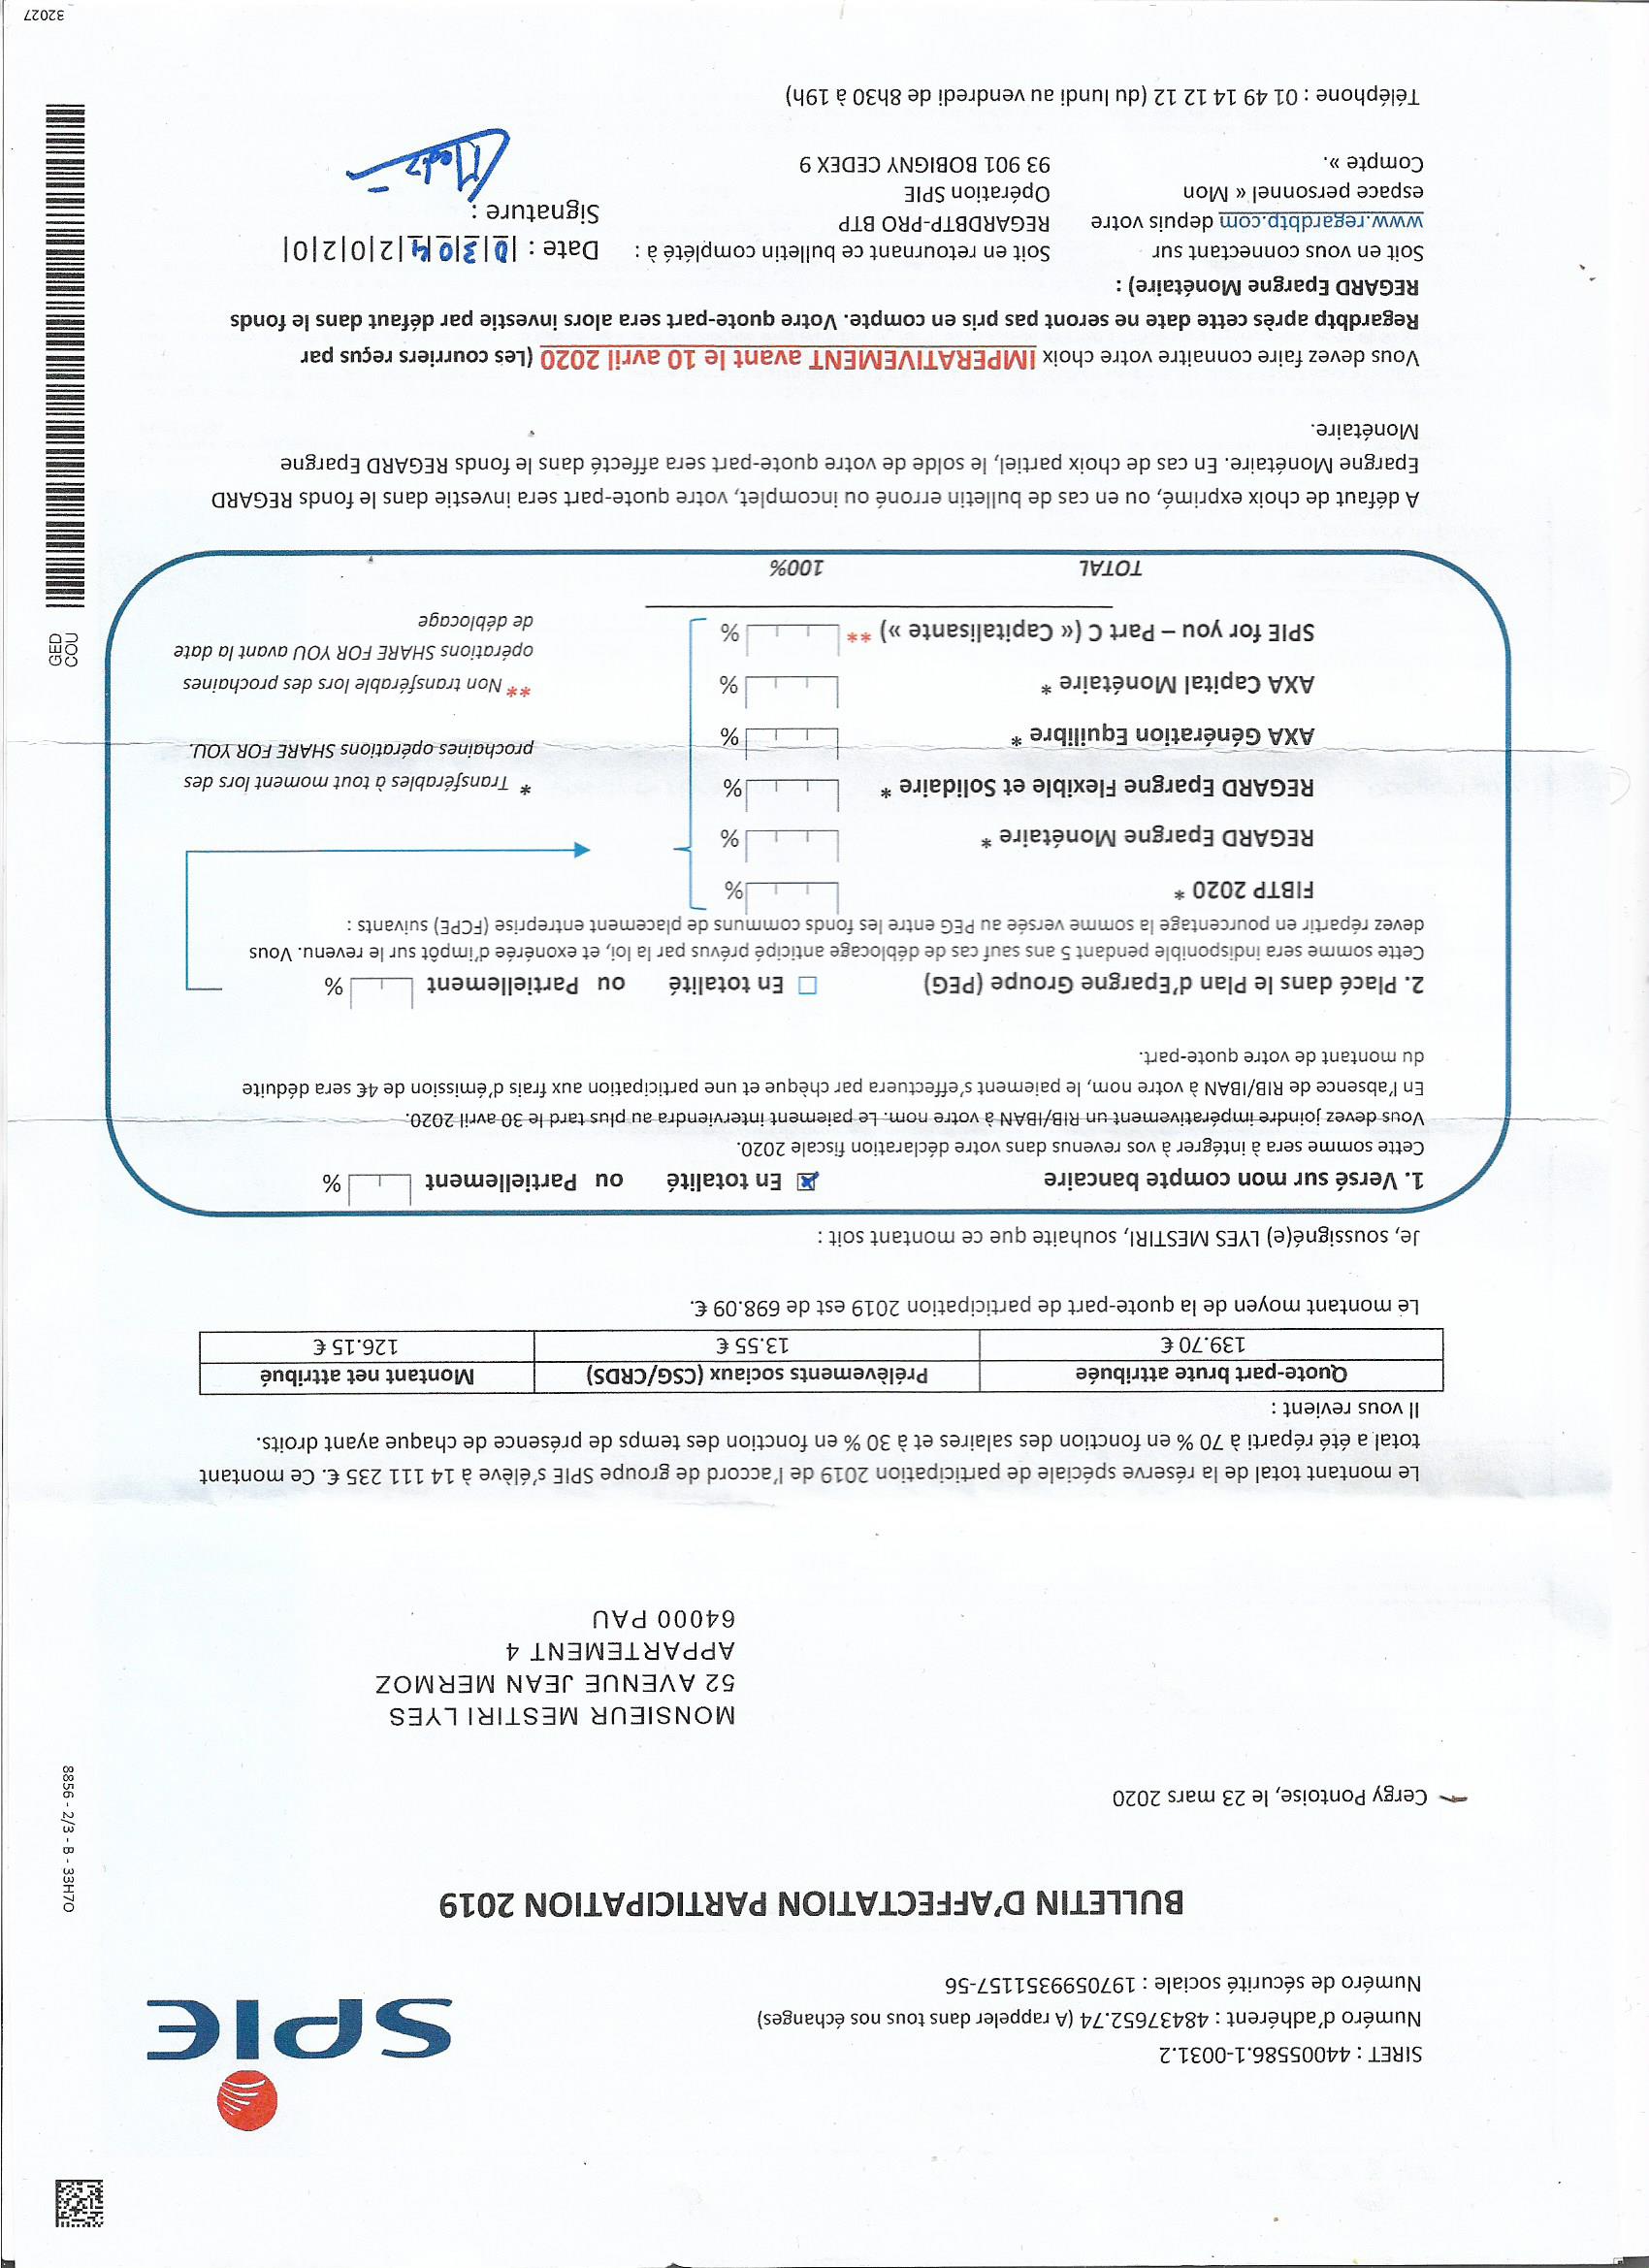 SPIE
SIRET : 44005586.1-0031.2
Numéro d'adhérent : 48437652.74 (A rappeler dans tous nos échanges)
Numéro de sécurité sociale : 1970599351157-56
BULLETIN D'AFFECTATION PARTICIPATION 2019
8856 - 2/3 - B - 33H7O
Cergy Pontoise, le 23 mars 2020
MONSIEUR MESTIRI LYES
52 AVENUE JEAN MERMOZ
APPARTEMENT 4
64000 PAU
Le montant total de la réserve spéciale de participation 2019 de l'accord de groupe SPIE s'élève à 14 111 235 €. Ce montant
total a été réparti à 70 % en fonction des salaires et à 30 % en fonction des temps de présence de chaque ayant droits.
Il vous revient :
Quote-part brute attribuée Prélèvements sociaux (CSG/CRDS) Montant net attribué
139.70 € 13.55 € 126.15 €
Le montant moyen de la quote-part de participation 2019 est de 698.09 €.
Je, soussigné(e) LYES MESTIRI, souhaite que ce montant soit :
1. Versé sur mon compte bancaire En totalité ou Partiellement %
Cette somme sera à intégrer à vos revenus dans votre déclaration fiscale 2020.
Vous devez joindre impérativement un RIB/IBAN à votre nom. Le paiement interviendra au plus tard le 30 avril 2020.
En l'absence de RIB/IBAN à votre nom, le paiement s'effectuera par chèque et une participation aux frais d'émission de 4€ sera déduite
du montant de votre quote-part.
2. Placé dans le Plan d'Epargne Groupe (PEG) En totalité ou Partiellement %
Cette somme sera indisponible pendant 5 ans sauf cas de déblocage anticipé prévus par la loi, et exonérée d'impôt sur le revenu. Vous
devez répartir en pourcentage la somme versée au PEG entre les fonds communs de placement entreprise (FCPE) suivants :
FIBTP 2020 * %
REGARD Epargne Monétaire * %
REGARD Epargne Flexible et Solidaire * %
AXA Génération Equilibre * %
AXA Capital Monétaire * %
SPIE for you – Part C (« Capitalisante ») ** %
* Transférables à tout moment lors des
prochaines opérations SHARE FOR YOU.
** Non transférable lors des prochaines
opérations SHARE FOR YOU avant la date
de déblocage
TOTAL 100%
GED
COU
A défaut de choix exprimé, ou en cas de bulletin erroné ou incomplet, votre quote-part sera investie dans le fonds REGARD
Epargne Monétaire. En cas de choix partiel, le solde de votre quote-part sera affecté dans le fonds REGARD Epargne
Monétaire.
Vous devez faire connaitre votre choix IMPERATIVEMENT avant le 10 avril 2020 (Les courriers reçus par
Regardbtp après cette date ne seront pas pris en compte. Votre quote-part sera alors investie par défaut dans le fonds
REGARD Epargne Monétaire) :
Soit en vous connectant sur
www.regardbtp.com depuis votre
espace personnel « Mon
Compte ».
Soit en retournant ce bulletin complété à :
REGARDBTP-PRO BTP
Opération SPIE
93 901 BOBIGNY CEDEX 9
Date : |0|3|0|4|2|0|2|0|
Signature :
Téléphone : 01 49 14 12 12 (du lundi au vendredi de 8h30 à 19h)
32027